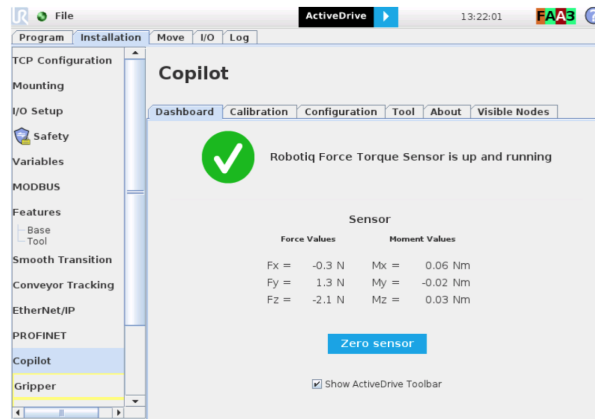 File
ActiveDrive
13:22:01
FAA3
?
Program Installation Move I/O Log
TCP Configuration
Mounting
I/O Setup
Safety
Variables
MODBUS
Features
Base
Tool
Smooth Transition
Conveyor Tracking
EtherNet/IP
PROFINET
Copilot
Gripper
Copilot
Dashboard Calibration Configuration Tool About Visible Nodes
Robotiq Force Torque Sensor is up and running
Sensor
Force Values Moment Values
Fx = -0.3 N Mx = 0.06 Nm
Fy = 1.3 N My = -0.02 Nm
Fz = -2.1 N Mz = 0.03 Nm
Zero sensor
Show ActiveDrive Toolbar